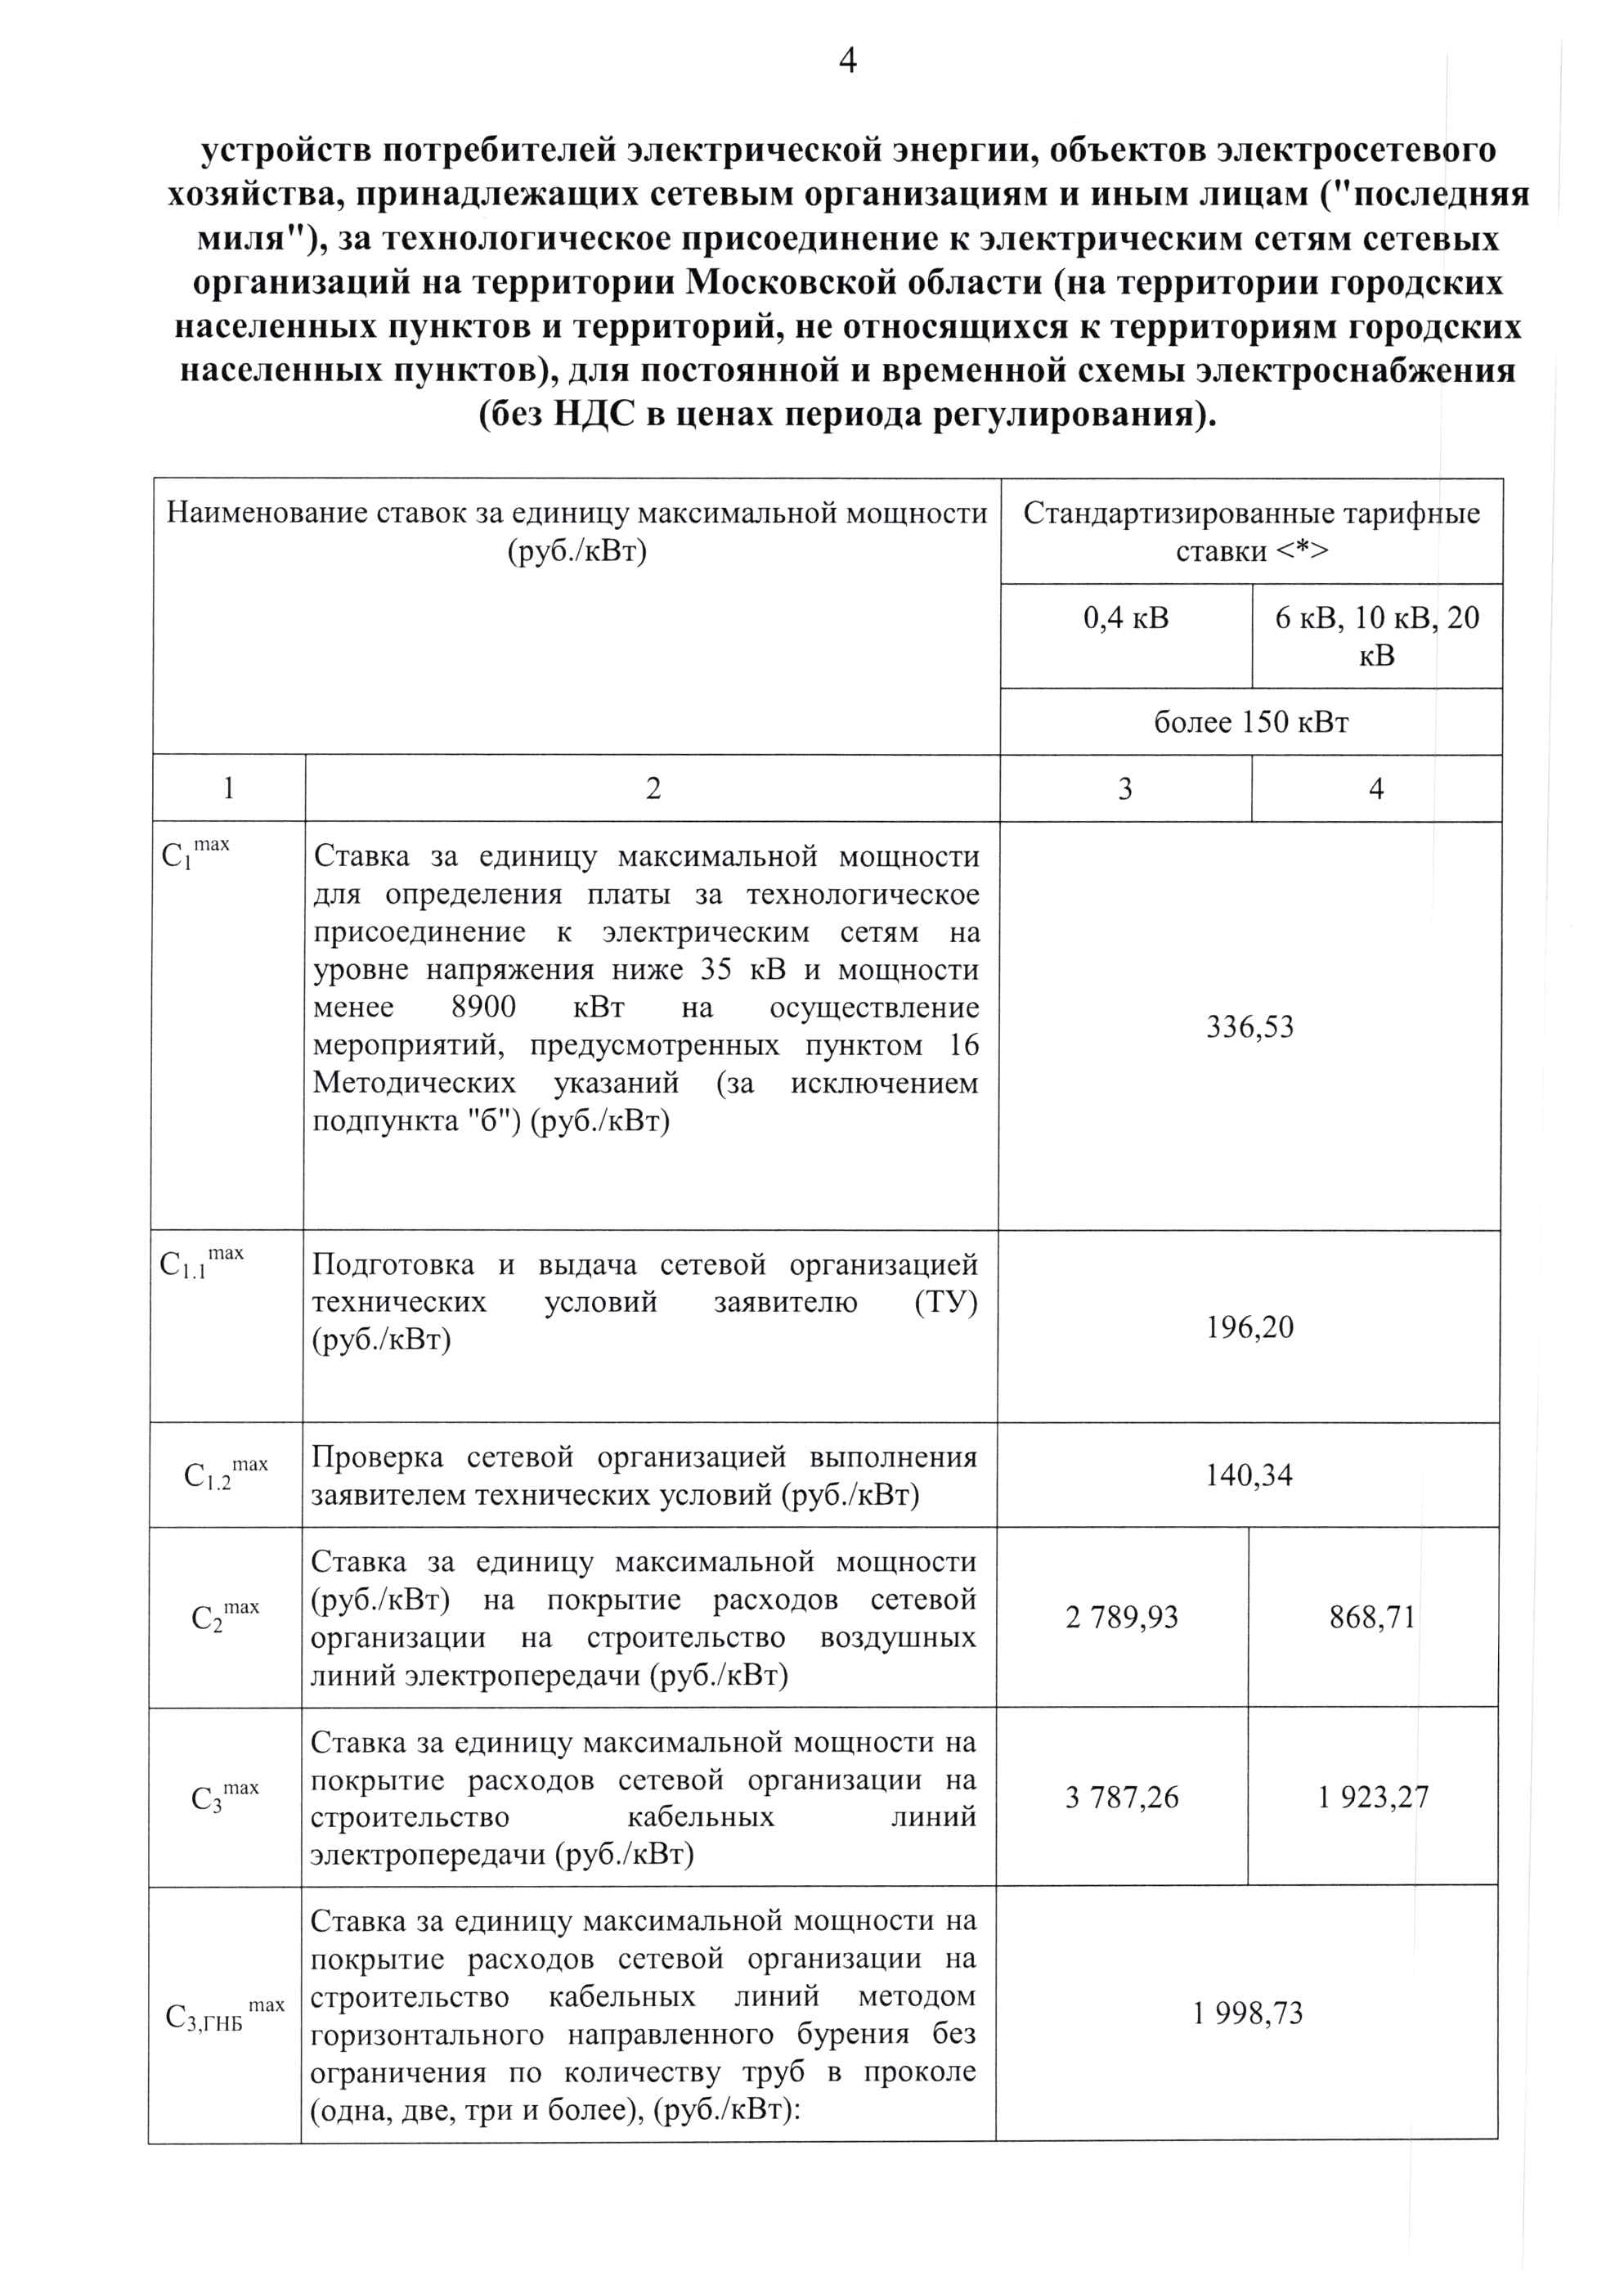 4
устройств потребителей электрической энергии, объектов электросетевого
хозяйства, принадлежащих сетевым организациям и иным лицам ("последняя
миля"), за технологическое присоединение к электрическим сетям сетевых
организаций на территории Московской области (на территории городских
населенных пунктов и территорий, не относящихся к территориям городских
населенных пунктов), для постоянной и временной схемы электроснабжения
(без НДС в ценах периода регулирования).
Наименование ставок за единицу максимальной мощности
(руб./кВт)
Стандартизированные тарифные
ставки <*>
0,4 кВ
6 кВ, 10 кВ, 20
кВ
более 150 кВт
1
2
3
4
C1max
Ставка за единицу максимальной мощности
для определения платы за технологическое
присоединение к электрическим сетям на
уровне напряжения ниже 35 кВ и мощности
менее 8900 кВт на осуществление
мероприятий, предусмотренных пунктом 16
Методических указаний (за исключением
подпункта "б") (руб./кВт)
336,53
C1.1max
Подготовка и выдача сетевой организацией
технических условий заявителю (ТУ)
(руб./кВт)
196,20
C1.2max
Проверка сетевой организацией выполнения
заявителем технических условий (руб./кВт)
140,34
C2max
Ставка за единицу максимальной мощности
(руб./кВт) на покрытие расходов сетевой
организации на строительство воздушных
линий электропередачи (руб./кВт)
2 789,93
868,71
C3max
Ставка за единицу максимальной мощности на
покрытие расходов сетевой организации на
строительство кабельных линий
электропередачи (руб./кВт)
3 787,26
1 923,27
C3,ГНБmax
Ставка за единицу максимальной мощности на
покрытие расходов сетевой организации на
строительство кабельных линий методом
горизонтального направленного бурения без
ограничения по количеству труб в проколе
(одна, две, три и более), (руб./кВт):
1 998,73